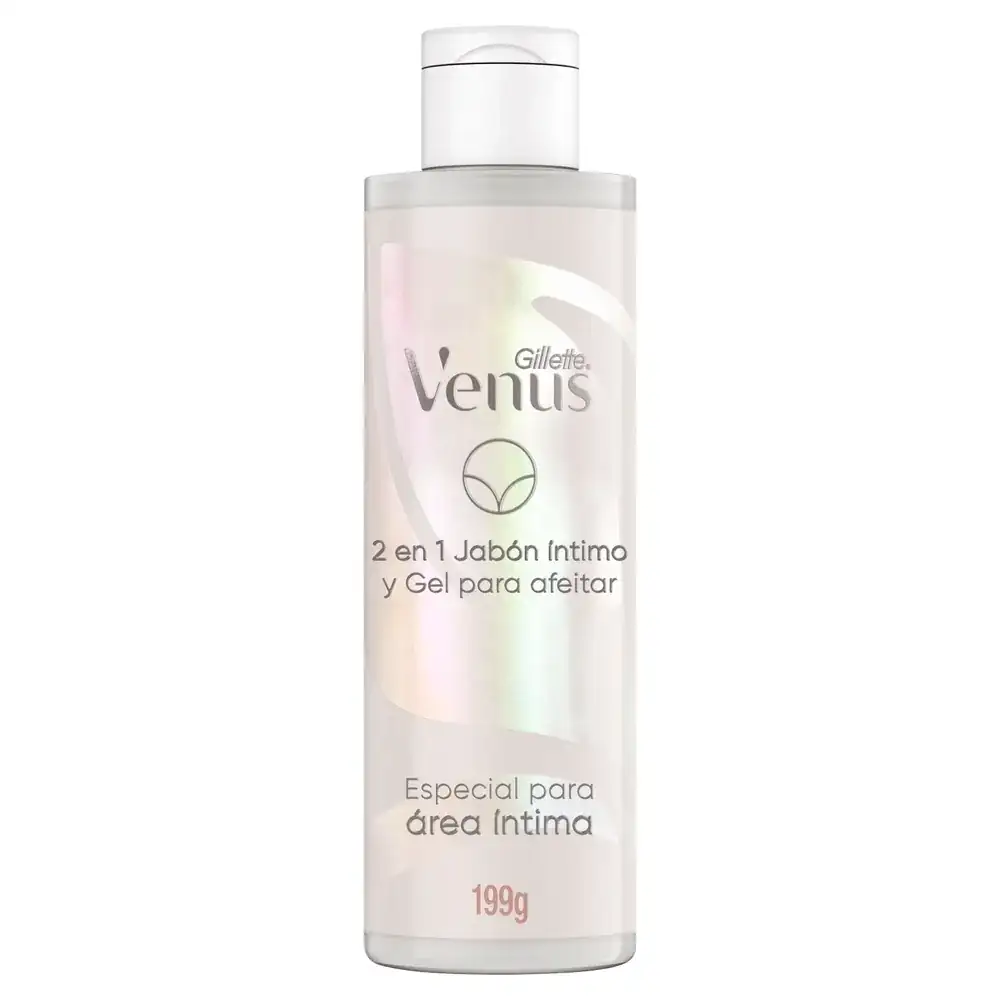 Gillette
Venus
2 en 1 Jabón íntimo
y Gel para afeitar
Especial para
área íntima
199g